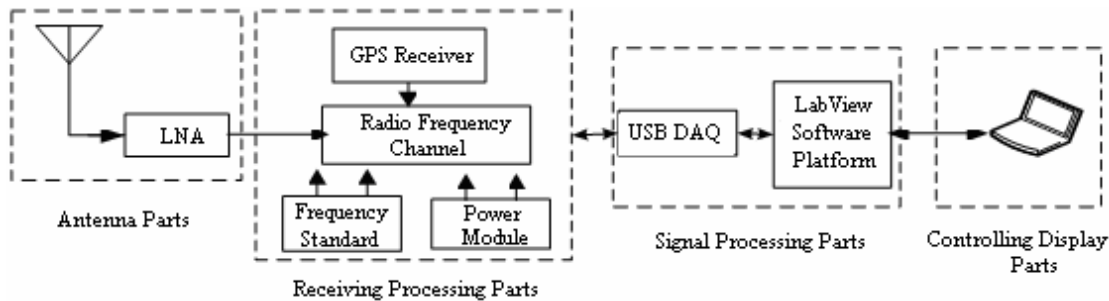 GPS Receiver
LNA
Radio Frequency
Channel
Frequency
Standard
Power
Module
USB DAQ
LabView
Software
Platform
Antenna Parts
Receiving Processing Parts
Signal Processing Parts
Controlling Display
Parts